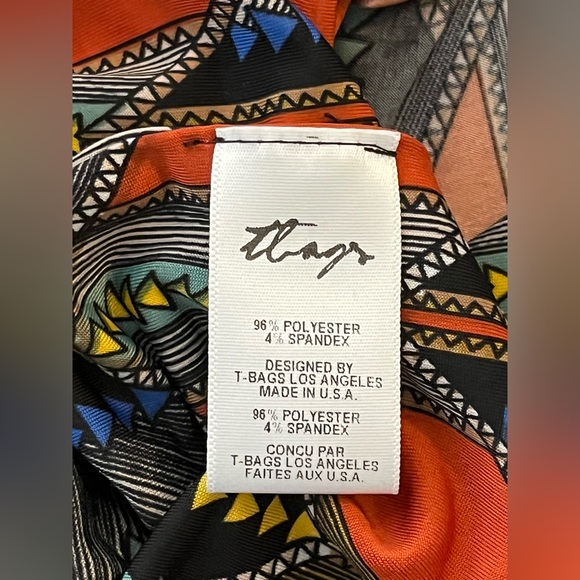 tbags
96% POLYESTER
4% SPANDEX
DESIGNED BY
T-BAGS LOS ANGELES
MADE IN U.S.A.
96% POLYESTER
4% SPANDEX
CONCU PAR
T-BAGS LOS ANGELES
FAITES AUX U.S.A.